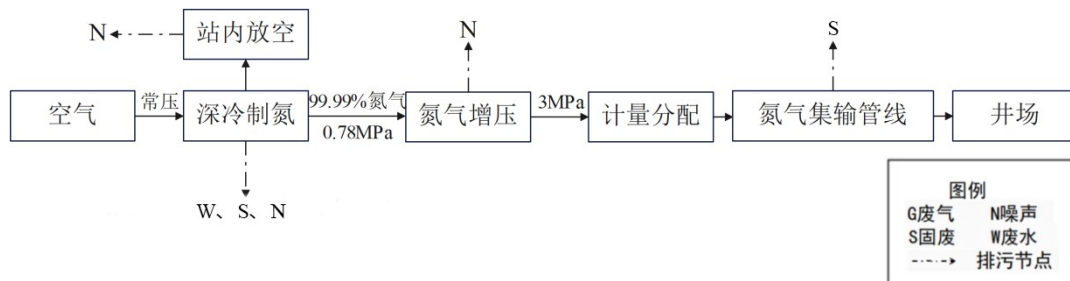 N
站内放空
N
S
空气
常压
深冷制氮
99.99%氮气
0.78MPa
氮气增压
3MPa
计量分配
氮气集输管线
井场
W、S、N
图例
G废气 N噪声
S固废 W废水
排污节点